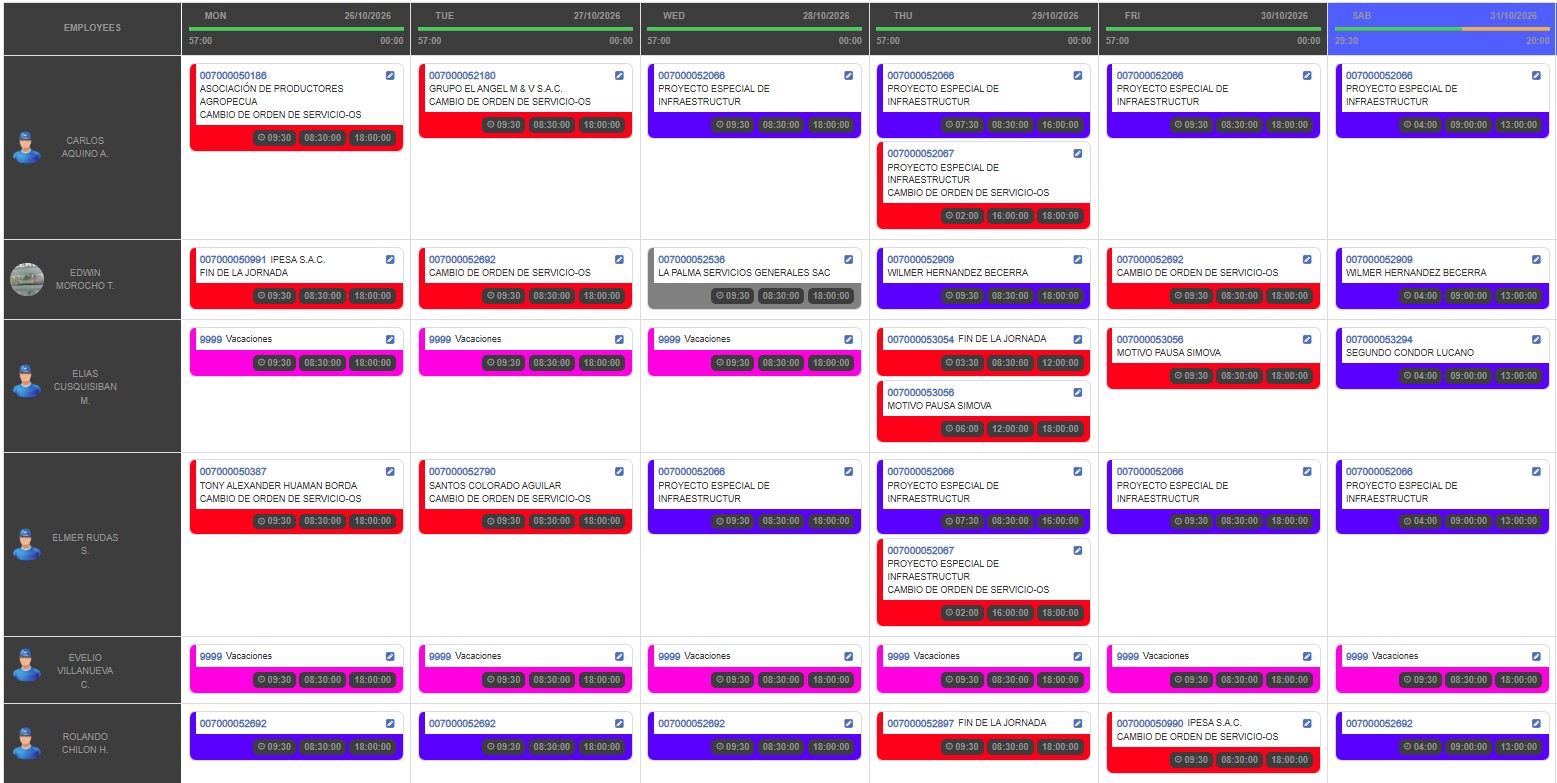 EMPLOYEES
MON 26/10/2026
57:00 00:00
TUE 27/10/2026
57:00 00:00
WED 28/10/2026
57:00 00:00
THU 29/10/2026
57:00 00:00
FRI 30/10/2026
57:00 00:00
SAB 31/10/2026
29:30 20:00
CARLOS
AQUINO A.
007000050186
ASOCIACIÓN DE PRODUCTORES
AGROPECUA
CAMBIO DE ORDEN DE SERVICIO-OS
09:30 08:30:00 18:00:00
007000052180
GRUPO EL ANGEL M & V S.A.C.
CAMBIO DE ORDEN DE SERVICIO-OS
09:30 08:30:00 18:00:00
007000052066
PROYECTO ESPECIAL DE
INFRAESTRUCTUR
09:30 08:30:00 18:00:00
007000052066
PROYECTO ESPECIAL DE
INFRAESTRUCTUR
07:30 08:30:00 16:00:00
007000052067
PROYECTO ESPECIAL DE
INFRAESTRUCTUR
CAMBIO DE ORDEN DE SERVICIO-OS
02:00 16:00:00 18:00:00
007000052066
PROYECTO ESPECIAL DE
INFRAESTRUCTUR
09:30 08:30:00 18:00:00
007000052066
PROYECTO ESPECIAL DE
INFRAESTRUCTUR
04:00 09:00:00 13:00:00
EDWIN
MOROCHO T.
007000050991 IPESA S.A.C.
FIN DE LA JORNADA
09:30 08:30:00 18:00:00
007000052692
CAMBIO DE ORDEN DE SERVICIO-OS
09:30 08:30:00 18:00:00
007000052536
LA PALMA SERVICIOS GENERALES SAC
09:30 08:30:00 18:00:00
007000052909
WILMER HERNANDEZ BECERRA
09:30 08:30:00 18:00:00
007000052692
CAMBIO DE ORDEN DE SERVICIO-OS
09:30 08:30:00 18:00:00
007000052909
WILMER HERNANDEZ BECERRA
04:00 09:00:00 13:00:00
ELIAS
CUSQUISIBAN
M.
9999 Vacaciones
09:30 08:30:00 18:00:00
9999 Vacaciones
09:30 08:30:00 18:00:00
9999 Vacaciones
09:30 08:30:00 18:00:00
007000053054 FIN DE LA JORNADA
03:30 08:30:00 12:00:00
007000053056
MOTIVO PAUSA SIMOVA
06:00 12:00:00 18:00:00
007000053056
MOTIVO PAUSA SIMOVA
09:30 08:30:00 18:00:00
007000053294
SEGUNDO CONDOR LUCANO
04:00 09:00:00 13:00:00
ELMER RUDAS
S.
007000050387
TONY ALEXANDER HUAMAN BORDA
CAMBIO DE ORDEN DE SERVICIO-OS
09:30 08:30:00 18:00:00
007000052790
SANTOS COLORADO AGUILAR
CAMBIO DE ORDEN DE SERVICIO-OS
09:30 08:30:00 18:00:00
007000052066
PROYECTO ESPECIAL DE
INFRAESTRUCTUR
09:30 08:30:00 18:00:00
007000052066
PROYECTO ESPECIAL DE
INFRAESTRUCTUR
07:30 08:30:00 16:00:00
007000052067
PROYECTO ESPECIAL DE
INFRAESTRUCTUR
CAMBIO DE ORDEN DE SERVICIO-OS
02:00 16:00:00 18:00:00
007000052066
PROYECTO ESPECIAL DE
INFRAESTRUCTUR
09:30 08:30:00 18:00:00
007000052066
PROYECTO ESPECIAL DE
INFRAESTRUCTUR
04:00 09:00:00 13:00:00
EVELIO
VILLANUEVA
C.
9999 Vacaciones
09:30 08:30:00 18:00:00
9999 Vacaciones
09:30 08:30:00 18:00:00
9999 Vacaciones
09:30 08:30:00 18:00:00
9999 Vacaciones
09:30 08:30:00 18:00:00
9999 Vacaciones
09:30 08:30:00 18:00:00
9999 Vacaciones
09:30 08:30:00 18:00:00
ROLANDO
CHILON H.
007000052692
09:30 08:30:00 18:00:00
007000052692
09:30 08:30:00 18:00:00
007000052692
09:30 08:30:00 18:00:00
007000052897 FIN DE LA JORNADA
09:30 08:30:00 18:00:00
007000050990 IPESA S.A.C.
CAMBIO DE ORDEN DE SERVICIO-OS
09:30 08:30:00 18:00:00
007000052692
04:00 09:00:00 13:00:00